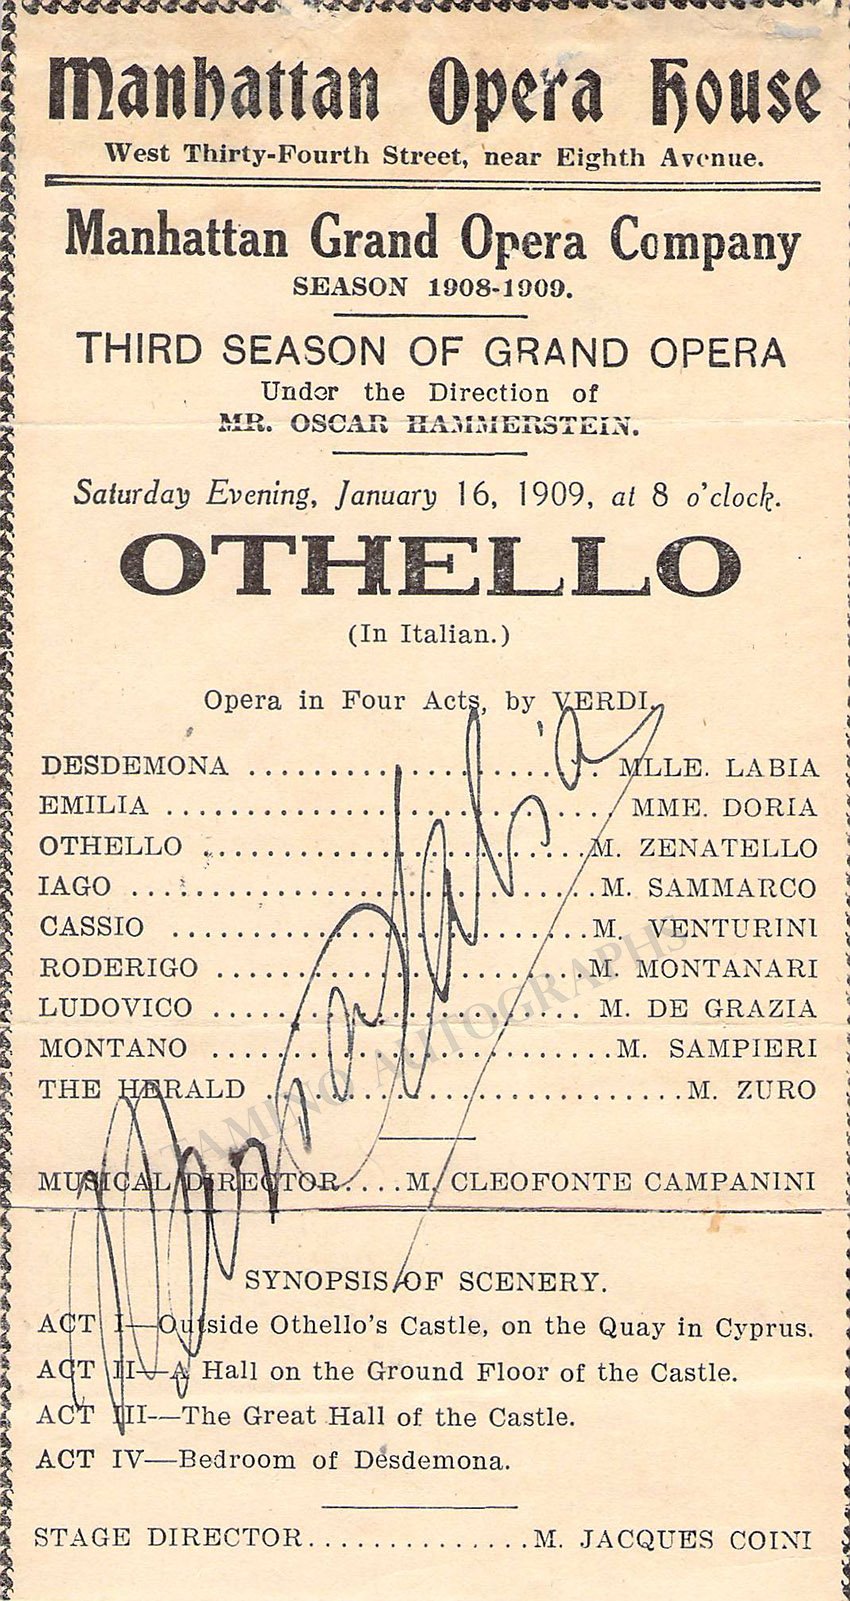 Manhattan Opera House
West Thirty-Fourth Street, near Eighth Avenue.
Manhattan Grand Opera Company
SEASON 1908-1909.
THIRD SEASON OF GRAND OPERA
Under the Direction of
MR. OSCAR HAMMERSTEIN.
Saturday Evening, January 16, 1909, at 8 o'clock.
OTHELLO
(In Italian.)
Opera in Four Acts, by VERDI.
DESDEMONA .................... MLLE. LABIA
EMILIA ............................ MME. DORIA
OTHELLO ........................ M. ZENATELLO
IAGO .............................. M. SAMMARCO
CASSIO .......................... M. VENTURINI
RODERIGO ...................... M. MONTANARI
LUDOVICO ...................... M. DE GRAZIA
MONTANO ........................ M. SAMPIERI
THE HERALD ........................ M. ZURO
MUSICAL DIRECTOR.... M. CLEOFONTE CAMPANINI
SYNOPSIS OF SCENERY.
ACT I—Outside Othello's Castle, on the Quay in Cyprus.
ACT II—A Hall on the Ground Floor of the Castle.
ACT III—The Great Hall of the Castle.
ACT IV—Bedroom of Desdemona.
STAGE DIRECTOR.............. M. JACQUES COINI
Maria Labia
TAMINO AUTOGRAPHS